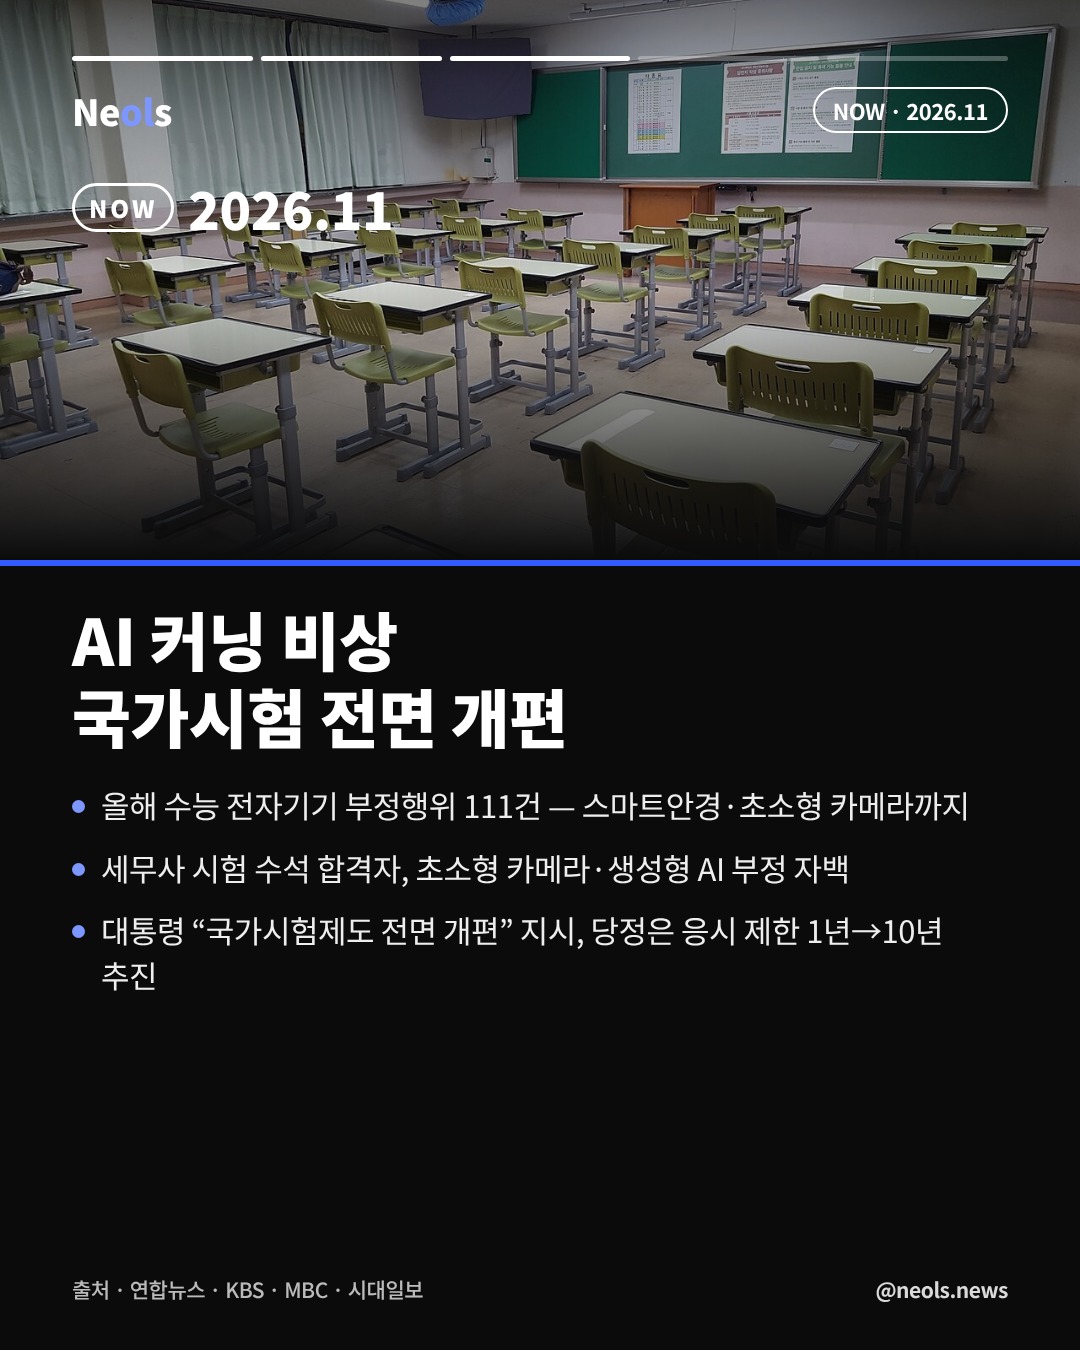 Neols
NOW · 2026.11
NOW 2026.11
AI 커닝 비상
국가시험 전면 개편
올해 수능 전자기기 부정행위 111건 — 스마트안경·초소형 카메라까지
세무사 시험 수석 합격자, 초소형 카메라·생성형 AI 부정 자백
대통령 “국가시험제도 전면 개편” 지시, 당정은 응시 제한 1년→10년
추진
출처 · 연합뉴스 · KBS · MBC · 시대일보
@neols.news